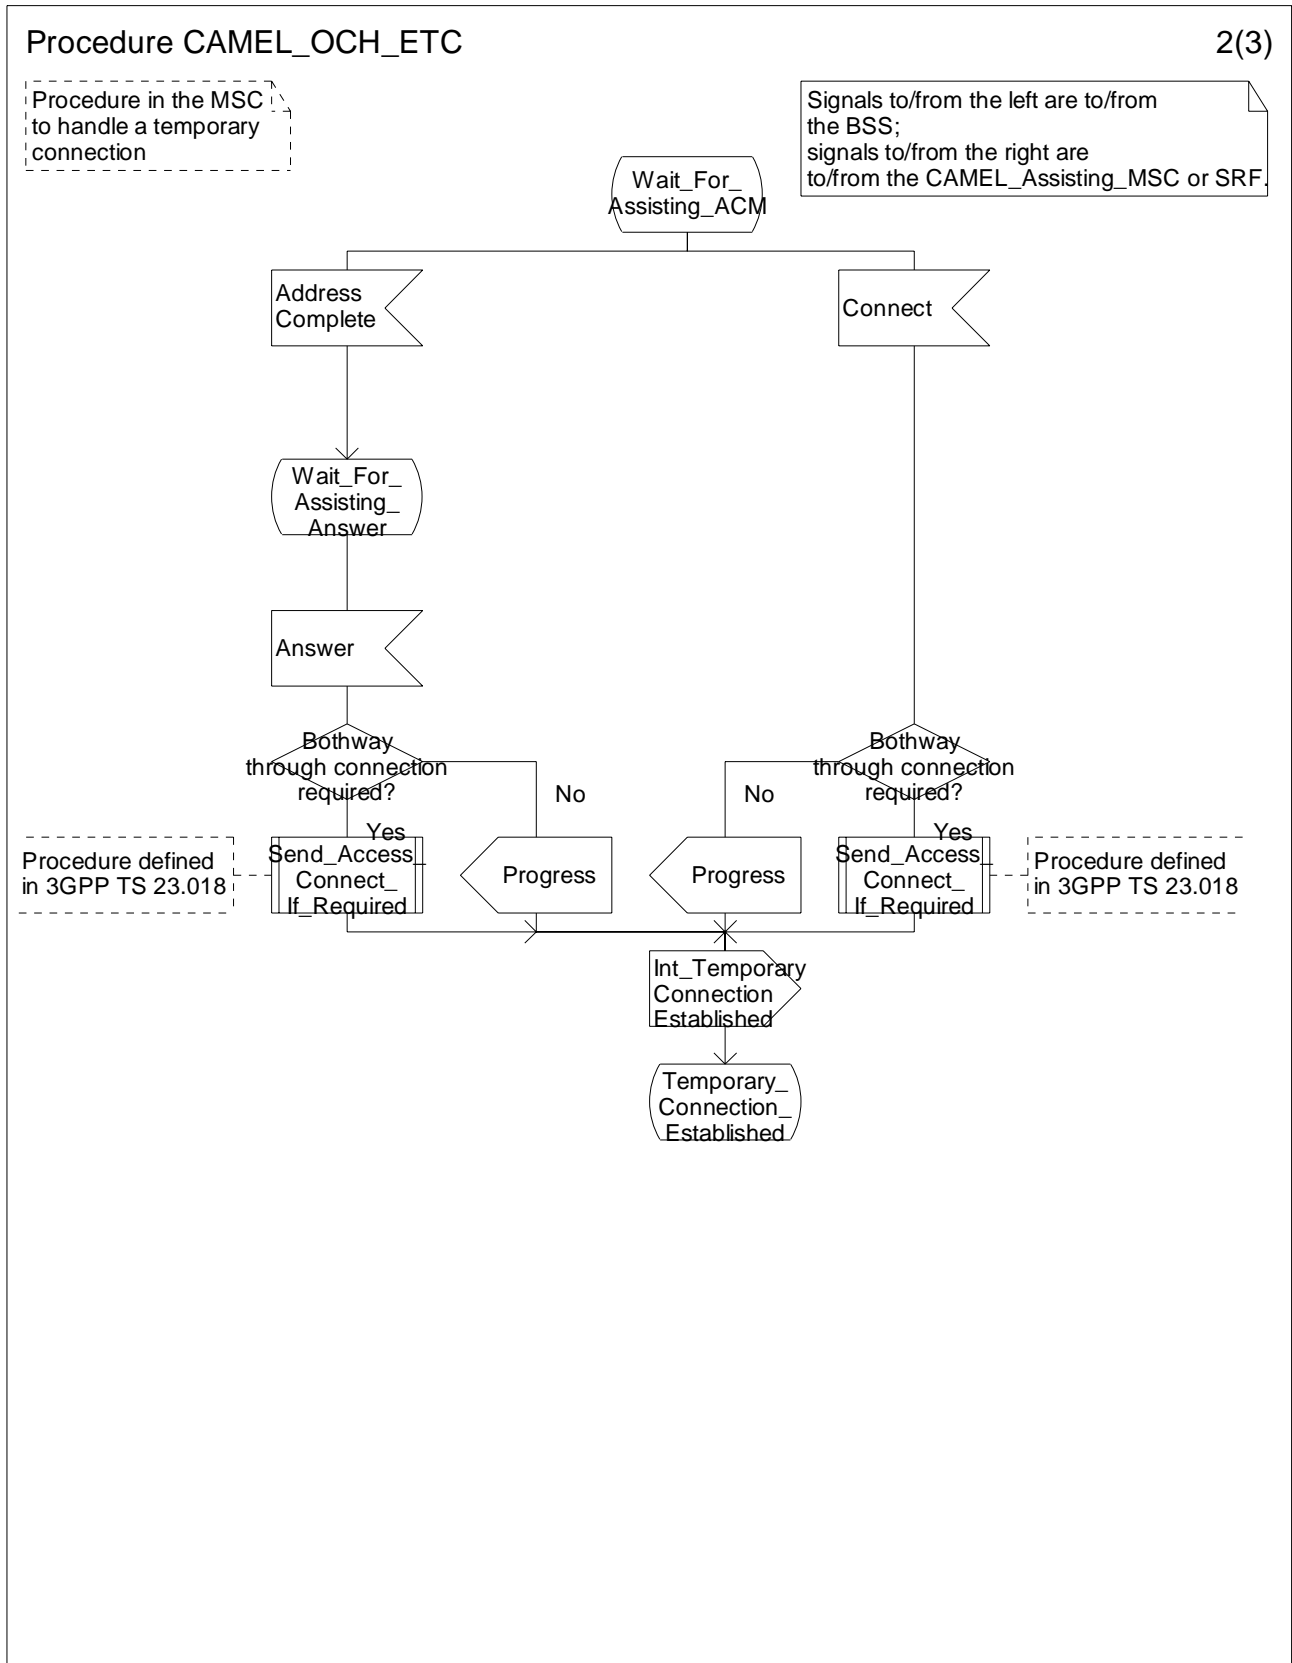 Procedure CAMEL_OCH_ETC
2(3)
Procedure in the MSC
to handle a temporary
connection
Signals to/from the left are to/from
the BSS;
signals to/from the right are
to/from the CAMEL_Assisting_MSC or SRF.
Wait_For_
Assisting_ACM
Address
Complete
Connect
Wait_For_
Assisting_
Answer
Answer
Bothway
through connection
required?
Bothway
through connection
required?
No
No
Yes
Yes
Procedure defined
in 3GPP TS 23.018
Send_Access_
Connect_
If_Required
Progress
Progress
Send_Access_
Connect_
If_Required
Procedure defined
in 3GPP TS 23.018
Int_Temporary
Connection
Established
Temporary_
Connection_
Established